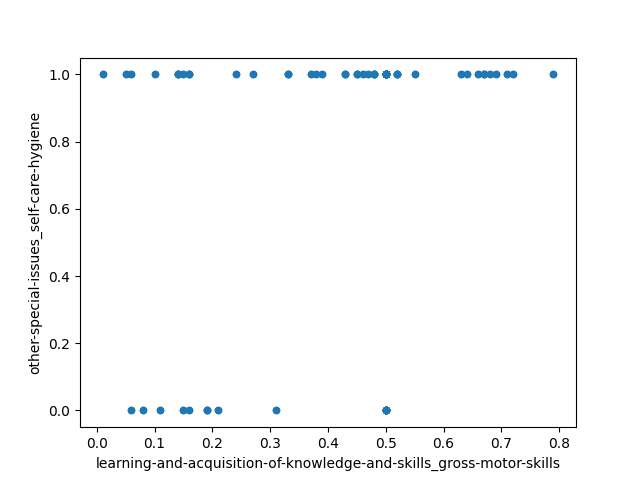 1.0
0.8
0.6
0.4
0.2
0.0
other-special-issues_self-care-hygiene
0.0 0.1 0.2 0.3 0.4 0.5 0.6 0.7 0.8
learning-and-acquisition-of-knowledge-and-skills_gross-motor-skills